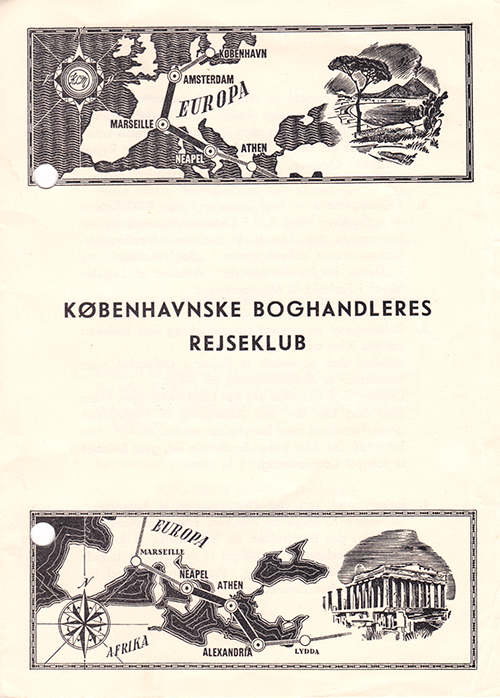 KØBENHAVN
AMSTERDAM
EUROPA
MARSEILLE
NEAPEL
ATHEN
KØBENHAVNSKE BOGHANDLERES
REJSEKLUB
EUROPA
MARSEILLE
NEAPEL
ATHEN
N
AFRIKA
ALEXANDRIA
LYDDA